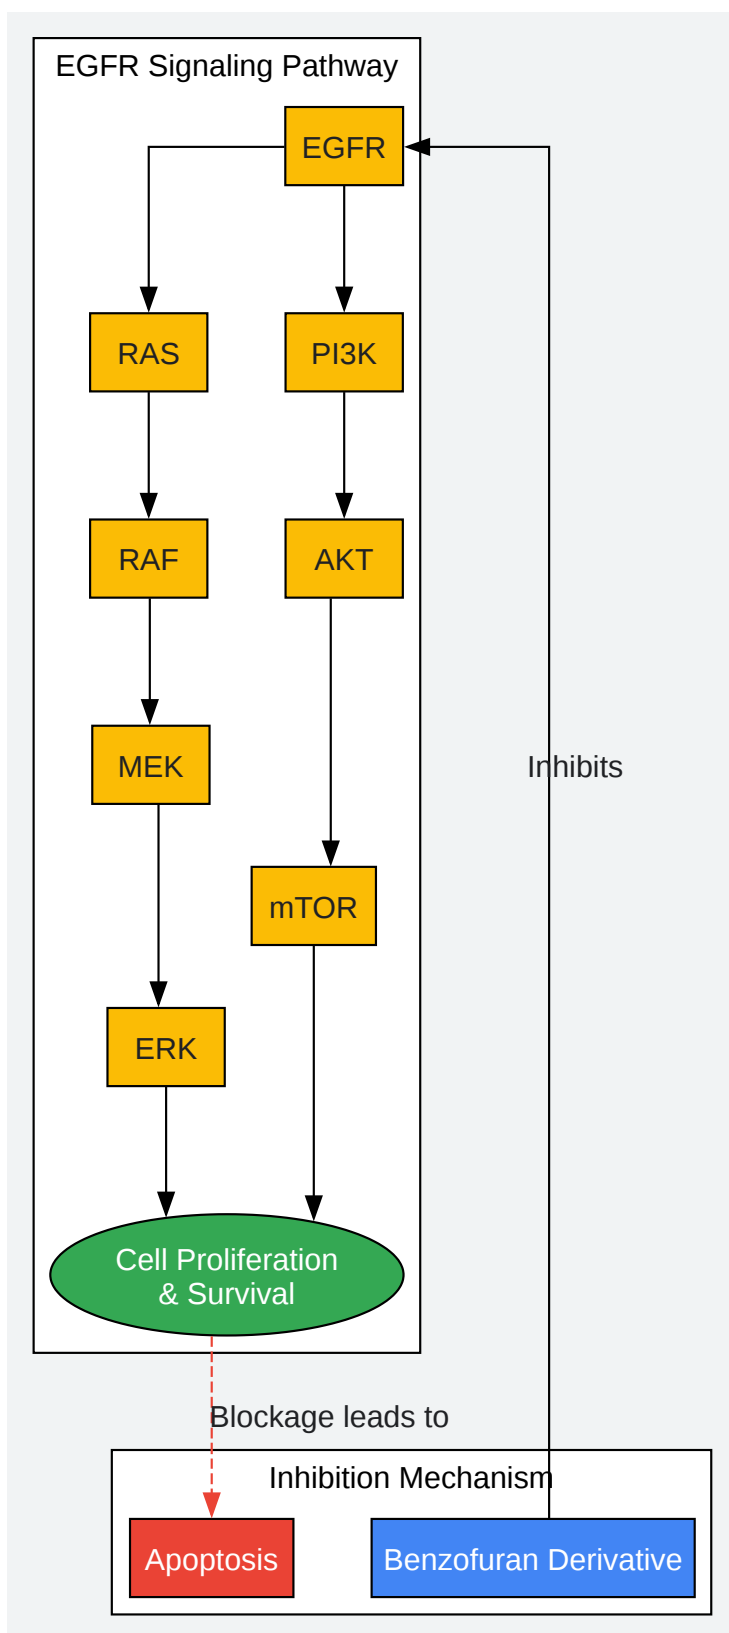 EGFR Signaling Pathway
EGFR
RAS
PI3K
RAF
AKT
MEK
Inhibits
mTOR
ERK
Cell Proliferation
& Survival
Blockage leads to
Inhibition Mechanism
Apoptosis
Benzofuran Derivative